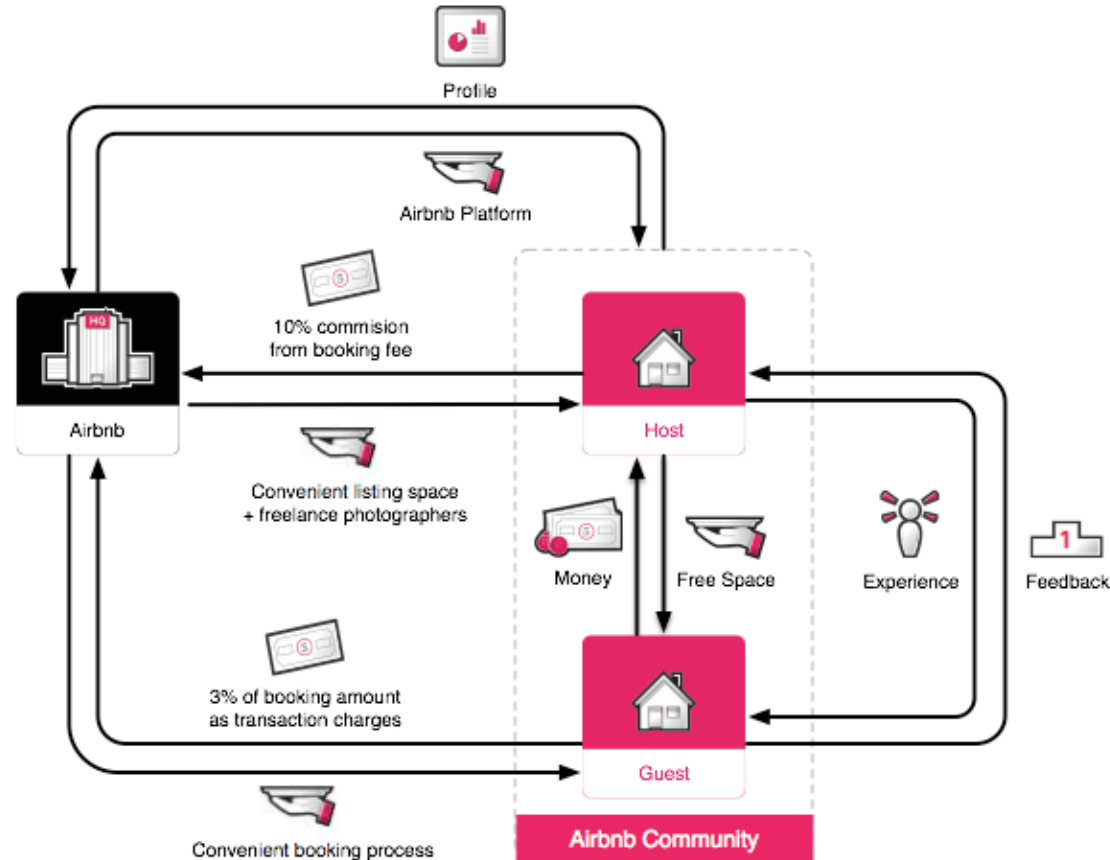 Profile
Airbnb Platform
$
10% commision
from booking fee
HQ
Airbnb
Host
Convenient listing space
+ freelance photographers
$
Money
Free Space
Experience
1
Feedback
$
3% of booking amount
as transaction charges
Guest
Convenient booking process
Airbnb Community